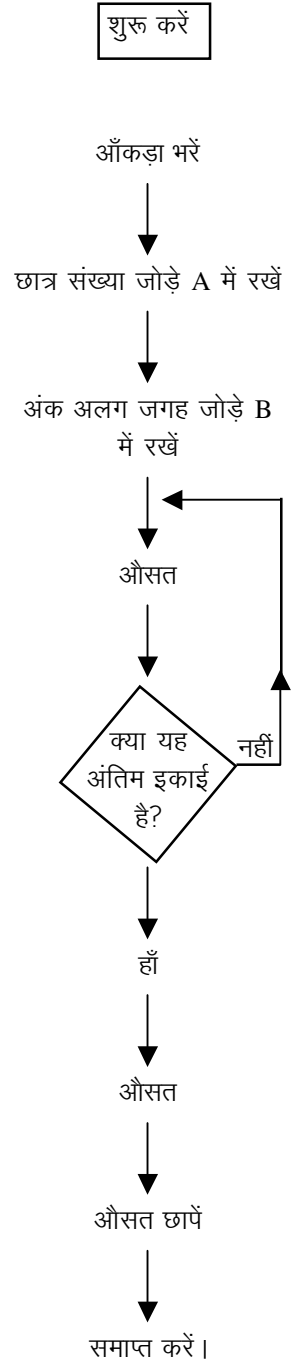 शुरू करें
आँकड़ा भरें
छात्र संख्या जोड़े A में रखें
अंक अलग जगह जोड़े B
में रखें
औसत
क्या यह
अंतिम इकाई
है?
नहीं
हाँ
औसत
औसत छापें
समाप्त करें।